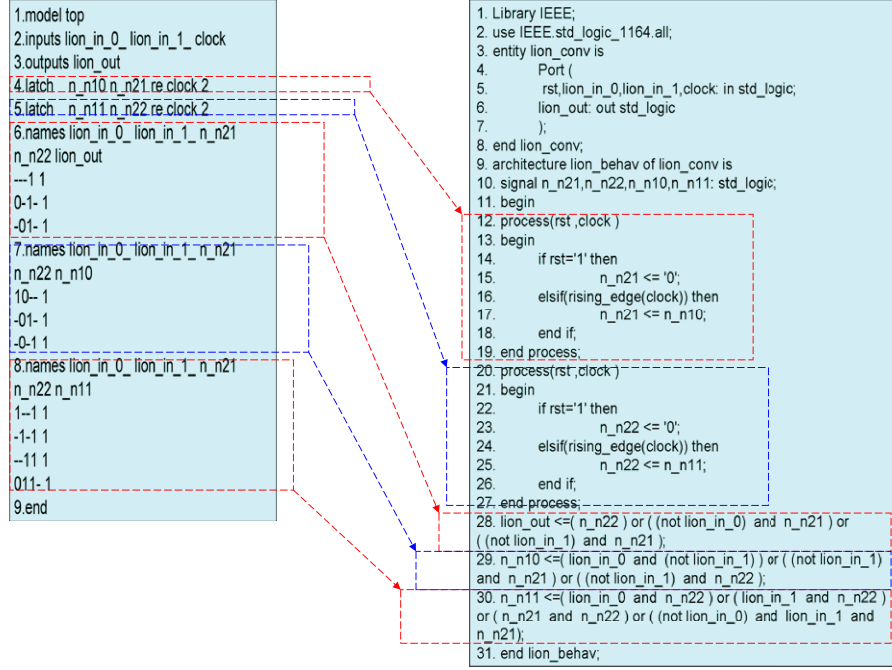 1.model top
2.inputs lion_in_0_ lion_in_1_ clock
3.outputs lion_out
4.latch n_n10 n_n21 re clock 2
5.latch n_n11 n_n22 re clock 2
6.names lion_in_0_ lion_in_1_ n_n21
n_n22 lion_out
---1 1
0-1- 1
-01- 1
7.names lion_in_0_ lion_in_1_ n_n21
n_n22 n_n10
10-- 1
-01- 1
-0-1 1
8.names lion_in_0_ lion_in_1_ n_n21
n_n22 n_n11
1--1 1
-1-1 1
--11 1
011- 1
9.end
1. Library IEEE;
2. use IEEE.std_logic_1164.all;
3. entity lion_conv is
4. Port (
5. rst,lion_in_0,lion_in_1,clock: in std_logic;
6. lion_out: out std_logic
7. );
8. end lion_conv;
9. architecture lion_behav of lion_conv is
10. signal n_n21,n_n22,n_n10,n_n11: std_logic;
11. begin
12. process(rst ,clock )
13. begin
14. if rst='1' then
15. n_n21 <= '0';
16. elsif(rising_edge(clock)) then
17. n_n21 <= n_n10;
18. end if;
19. end process;
20. process(rst ,clock )
21. begin
22. if rst='1' then
23. n_n22 <= '0';
24. elsif(rising_edge(clock)) then
25. n_n22 <= n_n11;
26. end if;
27. end process;
28. lion_out <=( n_n22 ) or ( (not lion_in_0) and n_n21 ) or
( (not lion_in_1) and n_n21 );
29. n_n10 <=( lion_in_0 and (not lion_in_1) ) or ( (not lion_in_1)
and n_n21 ) or ( (not lion_in_1) and n_n22 );
30. n_n11 <=( lion_in_0 and n_n22 ) or ( lion_in_1 and n_n22 )
or ( n_n21 and n_n22 ) or ( (not lion_in_0) and lion_in_1 and
n_n21);
31. end lion_behav;